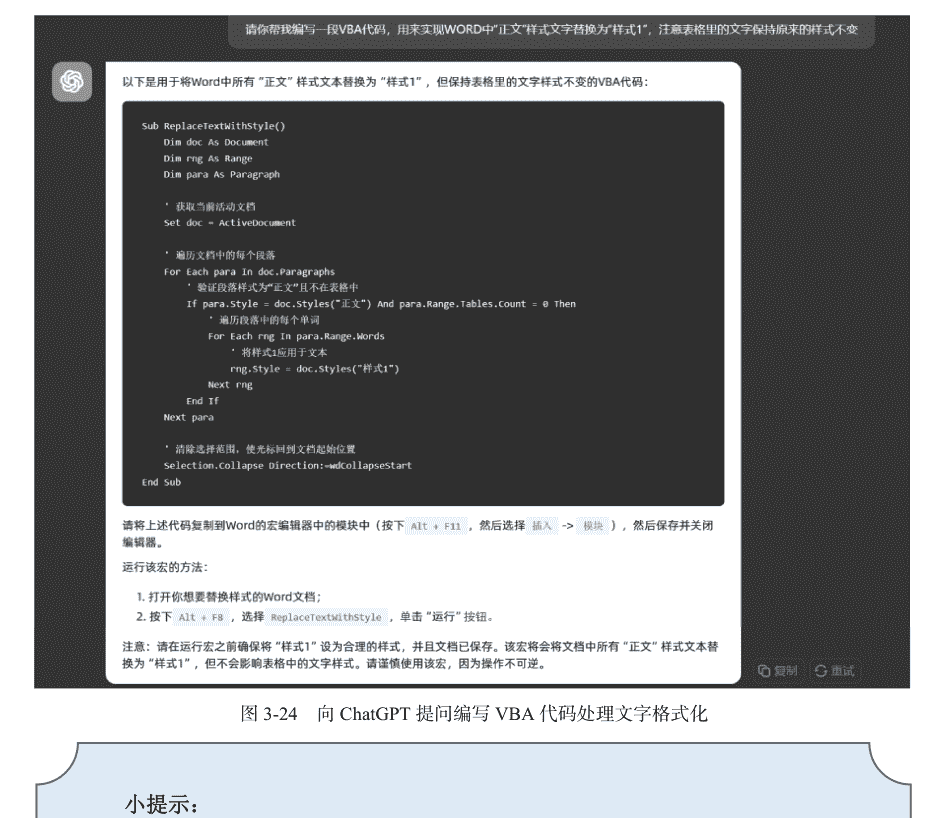 请你帮我编写一段VBA代码，用来实现WORD中“正文”样式文字替换为“样式1”，注意表格里的文字保持原来的样式不变
以下是用于将Word中所有“正文”样式文本替换为“样式1”，但保持表格里的文字样式不变的VBA代码：
Sub ReplaceTextWithStyle()
    Dim doc As Document
    Dim rng As Range
    Dim para As Paragraph
    ' 获取当前活动文档
    Set doc = ActiveDocument
    ' 遍历文档中的每个段落
    For Each para In doc.Paragraphs
        ' 验证段落样式为“正文”且不在表格中
        If para.Style = doc.Styles("正文") And para.Range.Tables.Count = 0 Then
            ' 遍历段落中的每个单词
            For Each rng In para.Range.Words
                ' 将样式1应用于文本
                rng.Style = doc.Styles("样式1")
            Next rng
        End If
    Next para
    ' 清除选择范围，使光标回到文档起始位置
    Selection.Collapse Direction:=wdCollapseStart
End Sub
请将上述代码复制到Word的宏编辑器中的模块中（按下 Alt + F11 ，然后选择 插入 -> 模块 ），然后保存并关闭
编辑器。
运行该宏的方法：
1. 打开你想要替换样式的Word文档；
2. 按下 Alt + F8 ，选择 ReplaceTextWithStyle ，单击“运行”按钮。
注意：请在运行宏之前确保将“样式1”设为合理的样式，并且文档已保存。该宏将会将文档中所有“正文”样式文本替
换为“样式1”，但不会影响表格中的文字样式。请谨慎使用该宏，因为操作不可逆。
复制 重试
图 3-24 向 ChatGPT 提问编写 VBA 代码处理文字格式化
小提示：